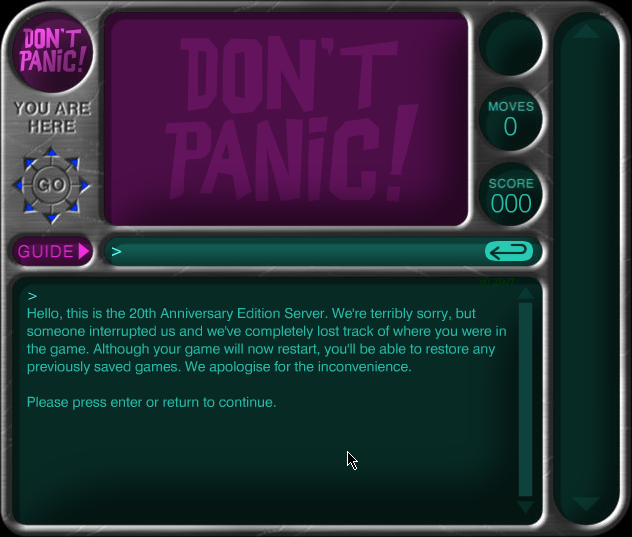 DON'T
PANIC!
YOU ARE
HERE
GO
DON'T
PANIC!
MOVES
0
SCORE
000
GUIDE
>
>
Hello, this is the 20th Anniversary Edition Server. We're terribly sorry, but
someone interrupted us and we've completely lost track of where you were in
the game. Although your game will now restart, you'll be able to restore any
previously saved games. We apologise for the inconvenience.
Please press enter or return to continue.